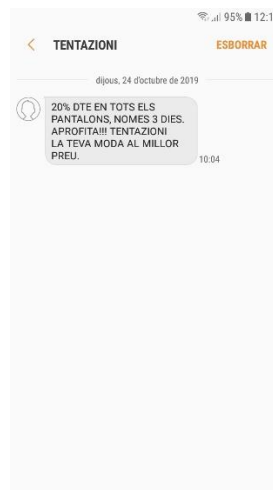 95% 12:1
TENTAZIONI ESBORRAR
dijous, 24 d'octubre de 2019
20% DTE EN TOTS ELS
PANTALONS, NOMES 3 DIES.
APROFITA!!! TENTAZIONI
LA TEVA MODA AL MILLOR
PREU.
10:04